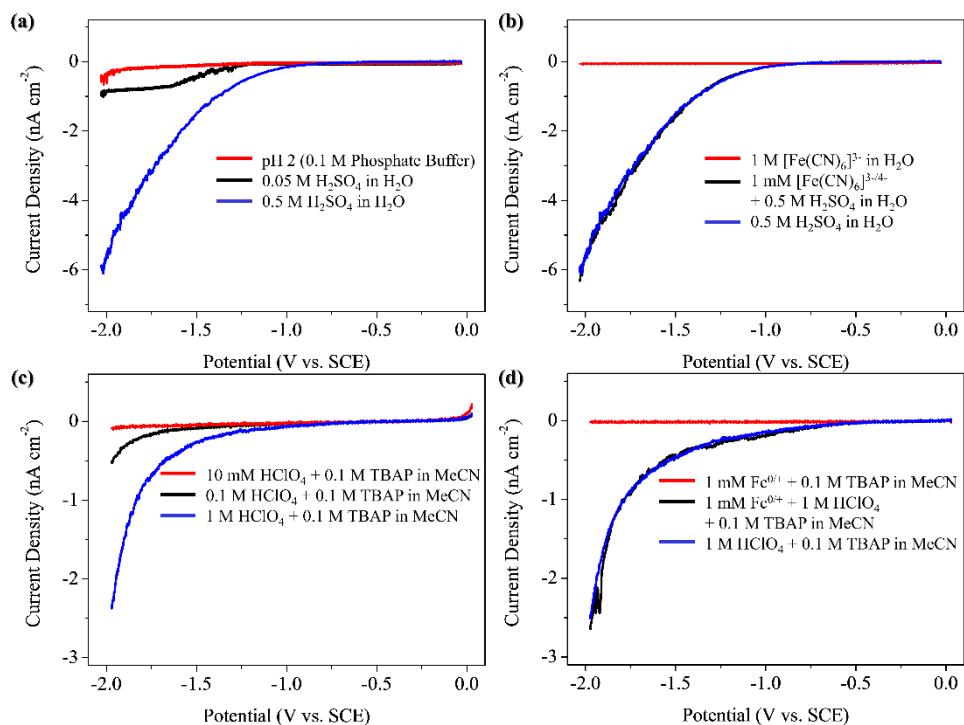 (a)
Current Density (nA cm⁻²)
0
-2
-4
-6
pH 2 (0.1 M Phosphate Buffer)
0.05 M H₂SO₄ in H₂O
0.5 M H₂SO₄ in H₂O
-2.0 -1.5 -1.0 -0.5 0.0
Potential (V vs. SCE)
(b)
Current Density (nA cm⁻²)
0
-2
-4
-6
1 M [Fe(CN)₆]³⁻ in H₂O
1 mM [Fe(CN)₆]³⁻/⁴⁻
+ 0.5 M H₂SO₄ in H₂O
0.5 M H₂SO₄ in H₂O
-2.0 -1.5 -1.0 -0.5 0.0
Potential (V vs. SCE)
(c)
Current Density (nA cm⁻²)
0
-1
-2
-3
10 mM HClO₄ + 0.1 M TBAP in MeCN
0.1 M HClO₄ + 0.1 M TBAP in MeCN
1 M HClO₄ + 0.1 M TBAP in MeCN
-2.0 -1.5 -1.0 -0.5 0.0
Potential (V vs. SCE)
(d)
Current Density (nA cm⁻²)
0
-1
-2
-3
1 mM Fc⁰/⁺ + 0.1 M TBAP in MeCN
1 mM Fc⁰/⁺ + 1 M HClO₄
+ 0.1 M TBAP in MeCN
1 M HClO₄ + 0.1 M TBAP in MeCN
-2.0 -1.5 -1.0 -0.5 0.0
Potential (V vs. SCE)